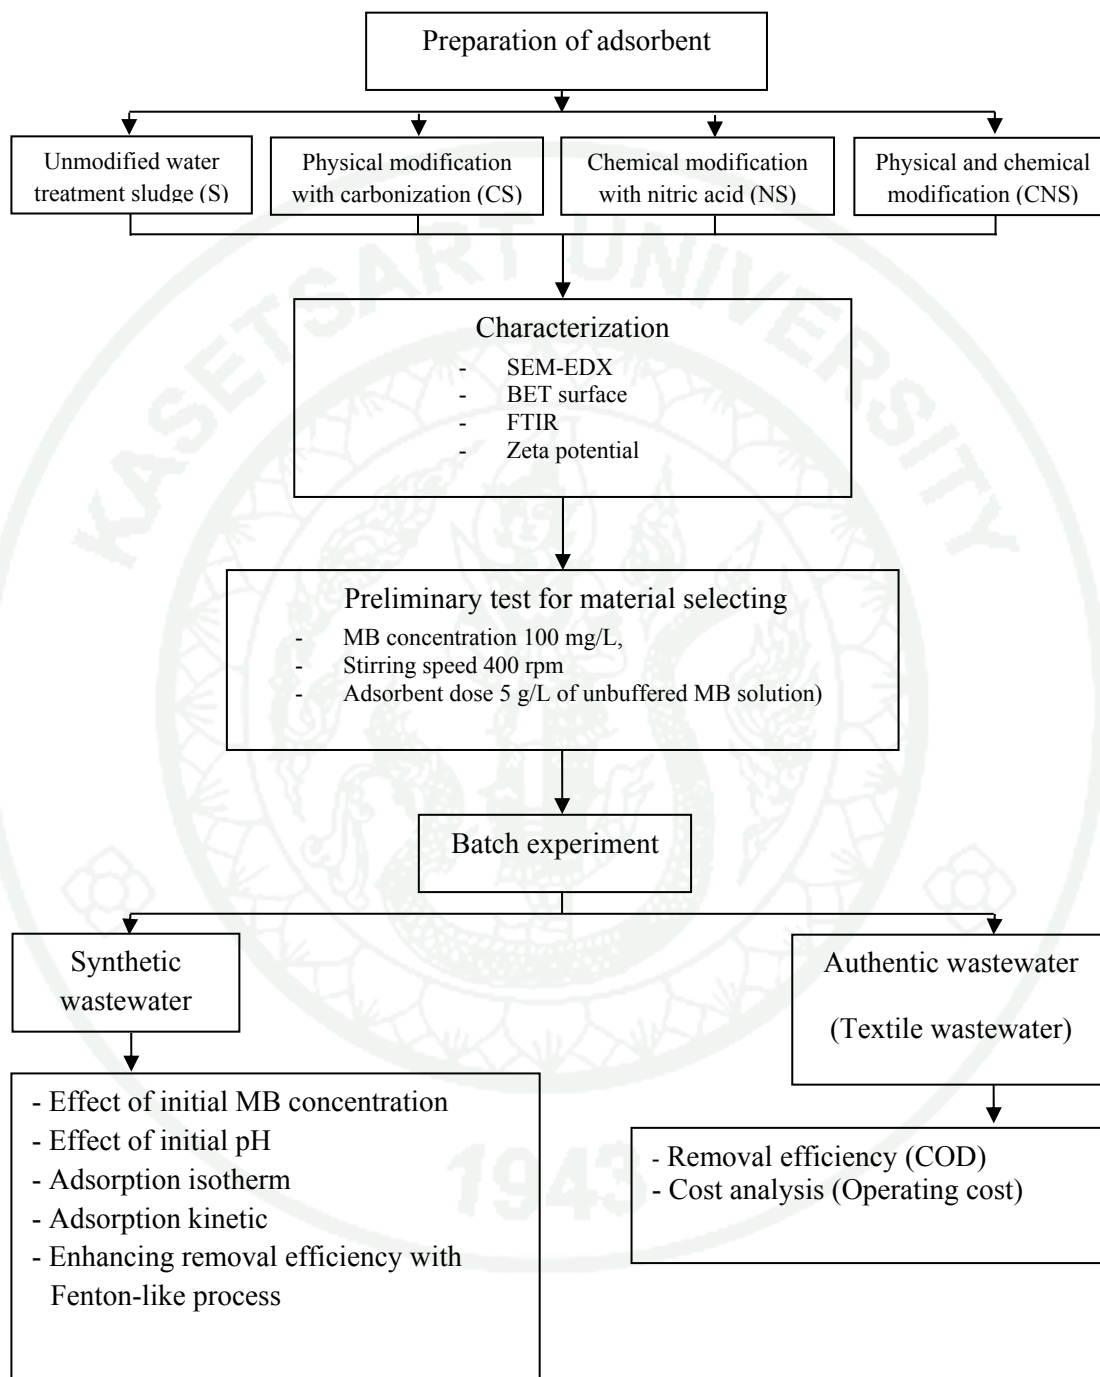 Preparation of adsorbent
Unmodified water
treatment sludge (S)
Physical modification
with carbonization (CS)
Chemical modification
with nitric acid (NS)
Physical and chemical
modification (CNS)
KASETSART UNIVERSITY
Characterization
- SEM-EDX
- BET surface
- FTIR
- Zeta potential
Preliminary test for material selecting
- MB concentration 100 mg/L,
- Stirring speed 400 rpm
- Adsorbent dose 5 g/L of unbuffered MB solution)
Batch experiment
Synthetic
wastewater
Authentic wastewater
(Textile wastewater)
- Effect of initial MB concentration
- Effect of initial pH
- Adsorption isotherm
- Adsorption kinetic
- Enhancing removal efficiency with
Fenton-like process
- Removal efficiency (COD)
- Cost analysis (Operating cost)
1943